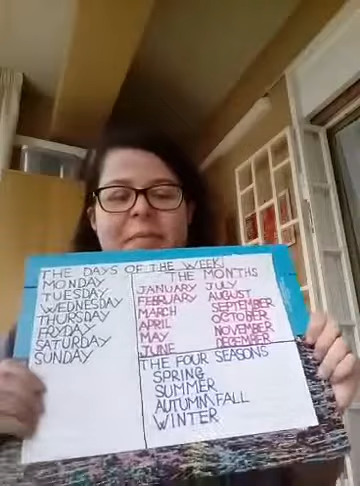 THE DAYS OF THE WEEK
MONDAY
TUESDAY
WEDNESDAY
THURSDAY
FRYDAY
SATURDAY
SUNDAY
THE MONTHS
JANUARY JULY
FEBRUARY AUGUST
MARCH SEPTEMBER
APRIL OCTOBER
MAY NOVEMBER
JUNE DECEMBER
THE FOUR SEASONS
SPRING
SUMMER
AUTUMN/FALL
WINTER